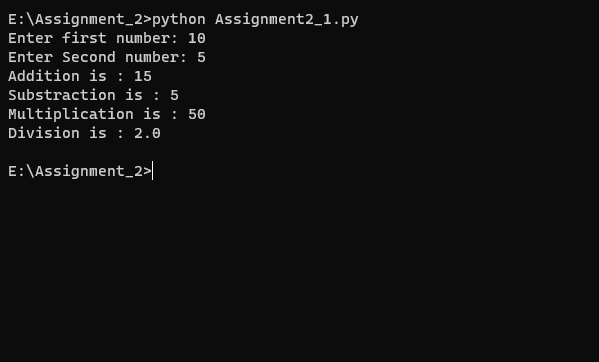 E:\Assignment_2>python Assignment2_1.py
Enter first number: 10
Enter Second number: 5
Addition is : 15
Substraction is : 5
Multiplication is : 50
Division is : 2.0
E:\Assignment_2>